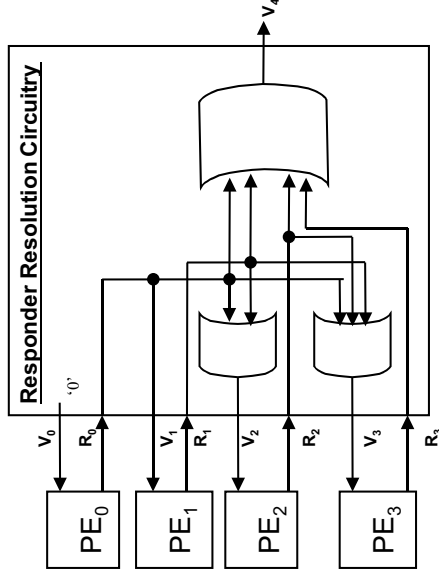 Responder Resolution Circuitry
'0'
V₀
R₀
V₁
R₁
V₂
R₂
V₃
R₃
V₄
PE₀
PE₁
PE₂
PE₃